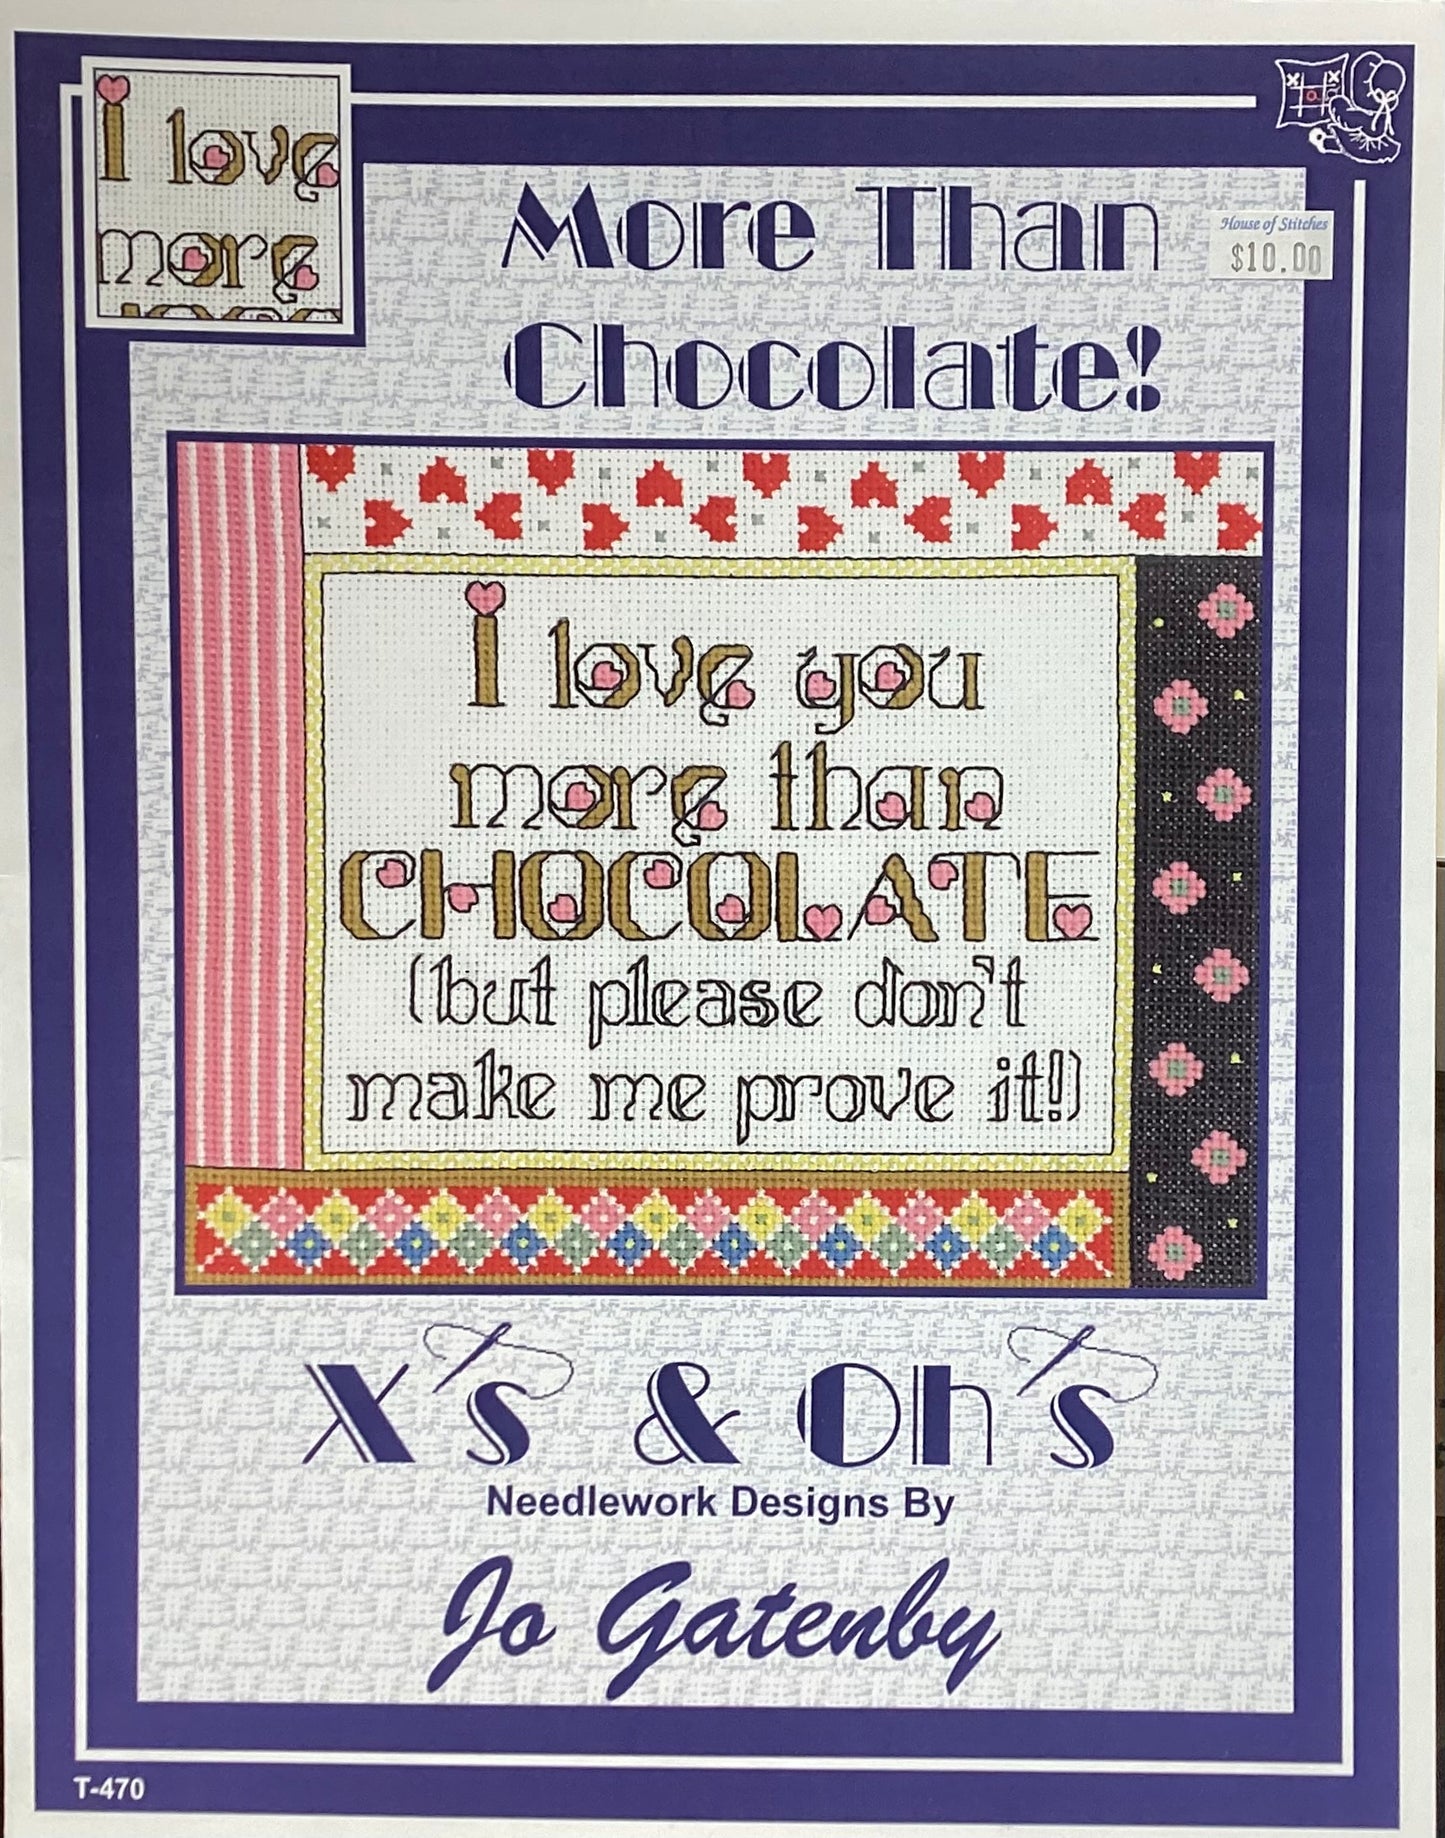 I love
more
More Than
House of Stitches
$10.00
Chocolate!
I love you
more than
CHOCOLATE
(but please don't
make me prove it!)
X's & Oh's
Needlework Designs By
Jo Gatenby
T-470